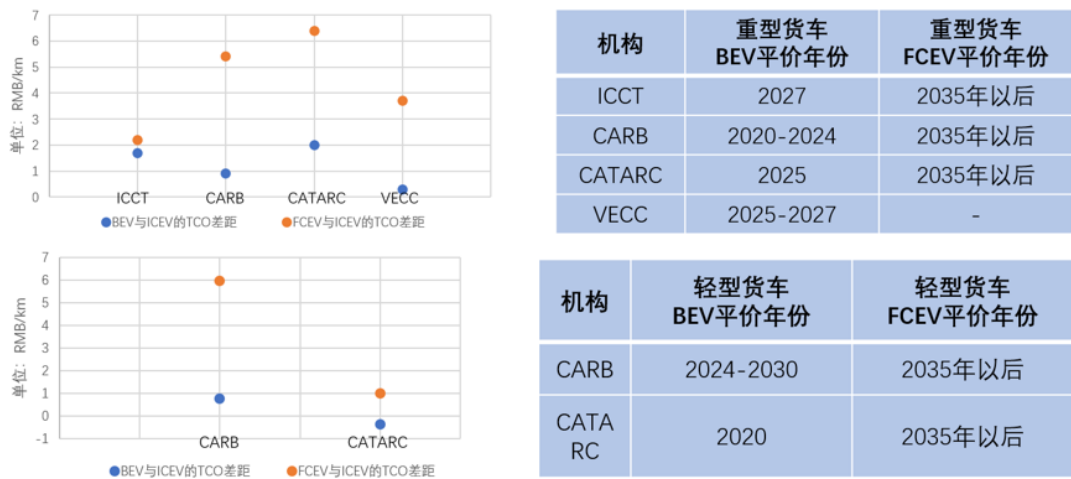 单位：RMB/km
7
6
5
4
3
2
1
0
ICCT CARB CATARC VECC
BEV与ICEV的TCO差距 FCEV与ICEV的TCO差距
机构 重型货车 BEV平价年份 重型货车 FCEV平价年份
ICCT 2027 2035年以后
CARB 2020-2024 2035年以后
CATARC 2025 2035年以后
VECC 2025-2027 -
单位：RMB/km
7
6
5
4
3
2
1
0
-1
CARB CATARC
BEV与ICEV的TCO差距 FCEV与ICEV的TCO差距
机构 轻型货车 BEV平价年份 轻型货车 FCEV平价年份
CARB 2024-2030 2035年以后
CATA
RC 2020 2035年以后